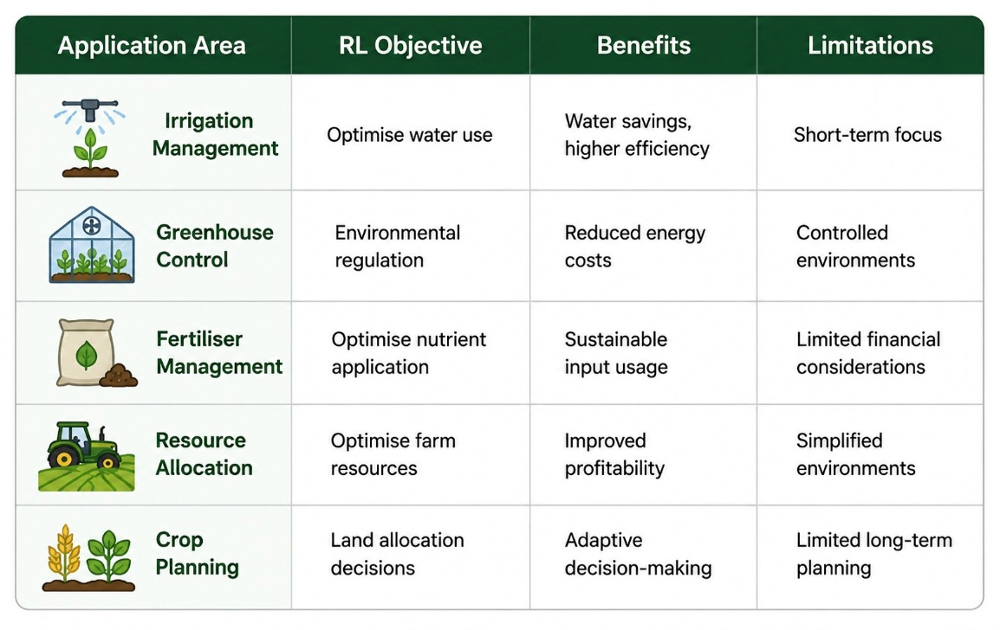 Application Area
RL Objective
Benefits
Limitations
Irrigation
Management
Optimise water use
Water savings,
higher efficiency
Short-term focus
Greenhouse
Control
Environmental
regulation
Reduced energy
costs
Controlled
environments
Fertiliser
Management
Optimise nutrient
application
Sustainable
input usage
Limited financial
considerations
Resource
Allocation
Optimise farm
resources
Improved
profitability
Simplified
environments
Crop
Planning
Land allocation
decisions
Adaptive
decision-making
Limited long-term
planning